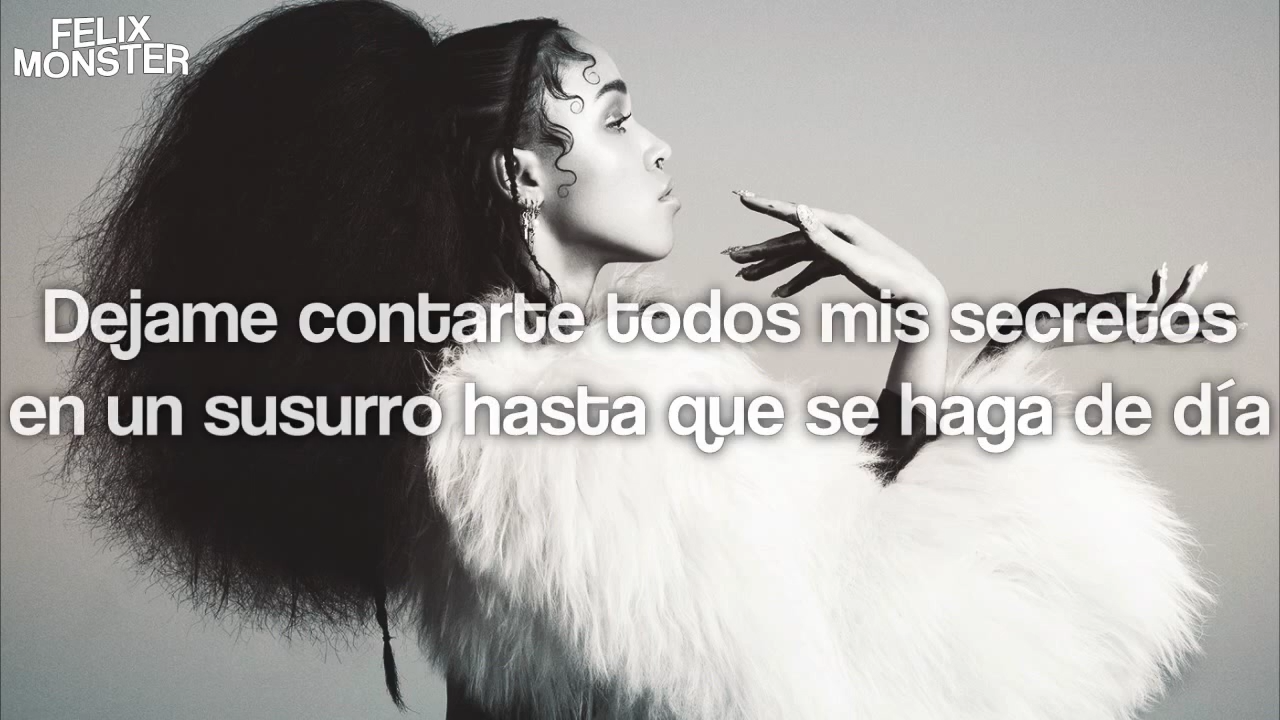 FELIX
MONSTER
Dejame contarte todos mis secretos
en un susurro hasta que se haga de día